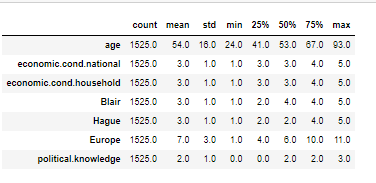 count mean std min 25% 50% 75% max
age 1525.0 54.0 16.0 24.0 41.0 53.0 67.0 93.0
economic.cond.national 1525.0 3.0 1.0 1.0 3.0 3.0 4.0 5.0
economic.cond.household 1525.0 3.0 1.0 1.0 3.0 3.0 4.0 5.0
Blair 1525.0 3.0 1.0 1.0 2.0 4.0 4.0 5.0
Hague 1525.0 3.0 1.0 1.0 2.0 2.0 4.0 5.0
Europe 1525.0 7.0 3.0 1.0 4.0 6.0 10.0 11.0
political.knowledge 1525.0 2.0 1.0 0.0 0.0 2.0 2.0 3.0